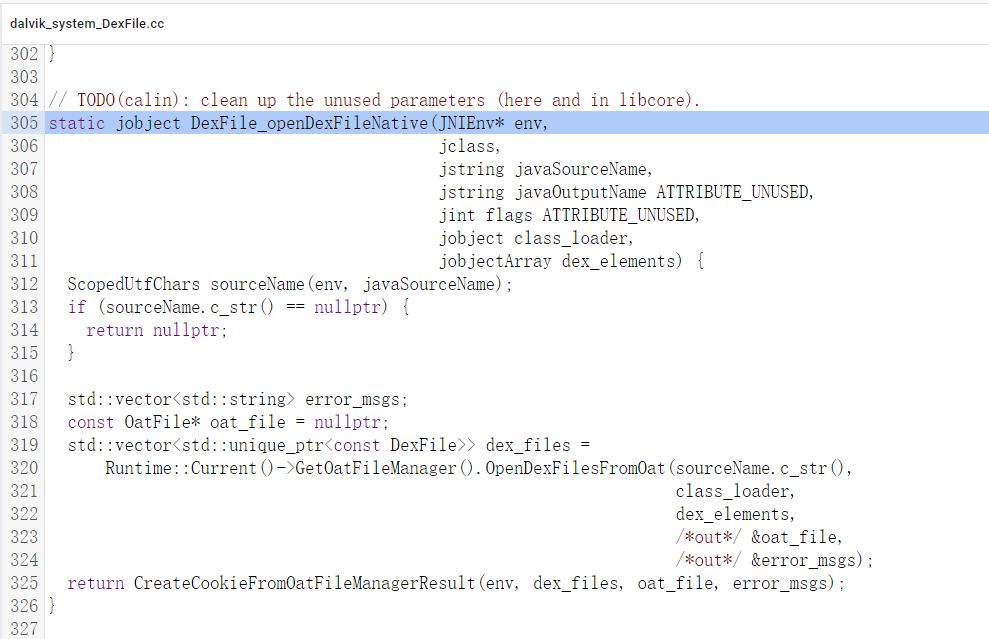 dalvik_system_DexFile.cc
302 }
303
304 // TODO(calin): clean up the unused parameters (here and in libcore).
305 static jobject DexFile_openDexFileNative(JNIEnv* env,
306                                          jclass,
307                                          jstring javaSourceName,
308                                          jstring javaOutputName ATTRIBUTE_UNUSED,
309                                          jint flags ATTRIBUTE_UNUSED,
310                                          jobject class_loader,
311                                          jobjectArray dex_elements) {
312   ScopedUtfChars sourceName(env, javaSourceName);
313   if (sourceName.c_str() == nullptr) {
314     return nullptr;
315   }
316
317   std::vector<std::string> error_msgs;
318   const OatFile* oat_file = nullptr;
319   std::vector<std::unique_ptr<const DexFile>> dex_files =
320       Runtime::Current()->GetOatFileManager().OpenDexFilesFromOat(sourceName.c_str(),
321                                                                   class_loader,
322                                                                   dex_elements,
323                                                                   /*out*/ &oat_file,
324                                                                   /*out*/ &error_msgs);
325   return CreateCookieFromOatFileManagerResult(env, dex_files, oat_file, error_msgs);
326 }
327